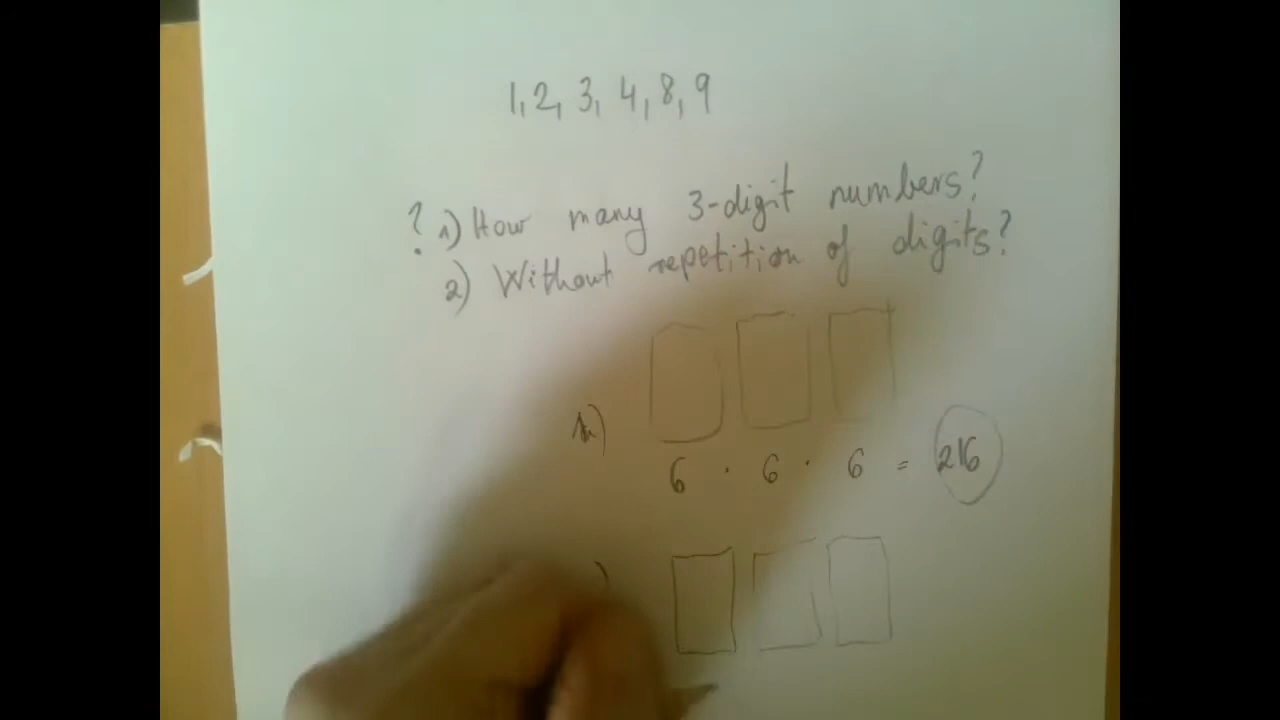 1, 2, 3, 4, 8, 9
? 1) How many 3-digit numbers?
2) Without repetition of digits?
1)
6 · 6 · 6 = 216
)